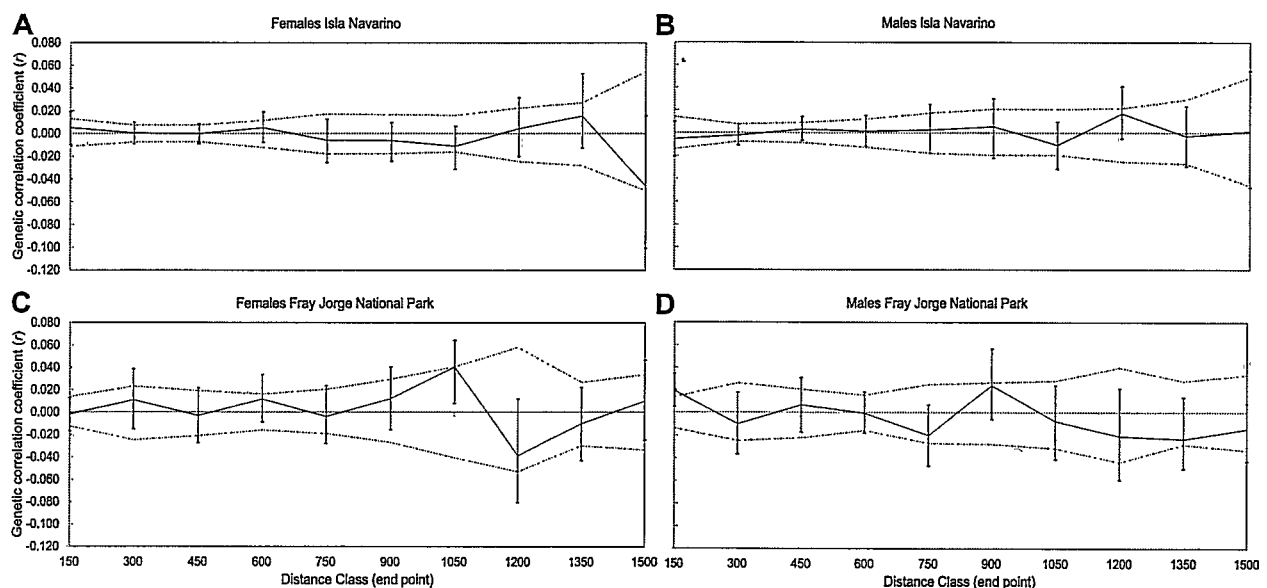 A
Females Isla Navarino
B
Males Isla Navarino
Genetic correlation coefficient (r)
0.080
0.060
0.040
0.020
0.000
-0.020
-0.040
-0.060
-0.080
-0.100
-0.120
C
Females Fray Jorge National Park
D
Males Fray Jorge National Park
Genetic correlation coefficient (r)
0.080
0.060
0.040
0.020
0.000
-0.020
-0.040
-0.060
-0.080
-0.100
-0.120
150 300 450 600 750 900 1050 1200 1350 1500
150 300 450 600 750 900 1050 1200 1350 1500
Distance Class (end point)
Distance Class (end point)